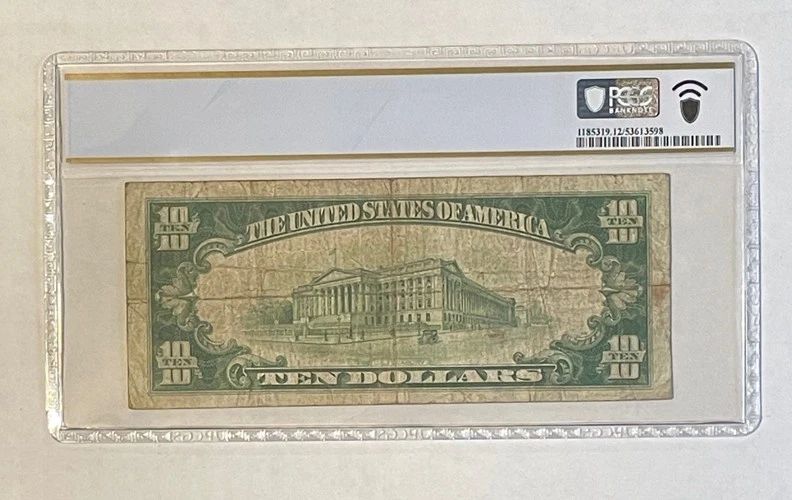 PCGS
BANKNOTE
1185319.12/53613598
THE UNITED STATES OF AMERICA
10
TEN
10
10
TEN
10
10
TEN
10
10
TEN
10
TEN DOLLARS